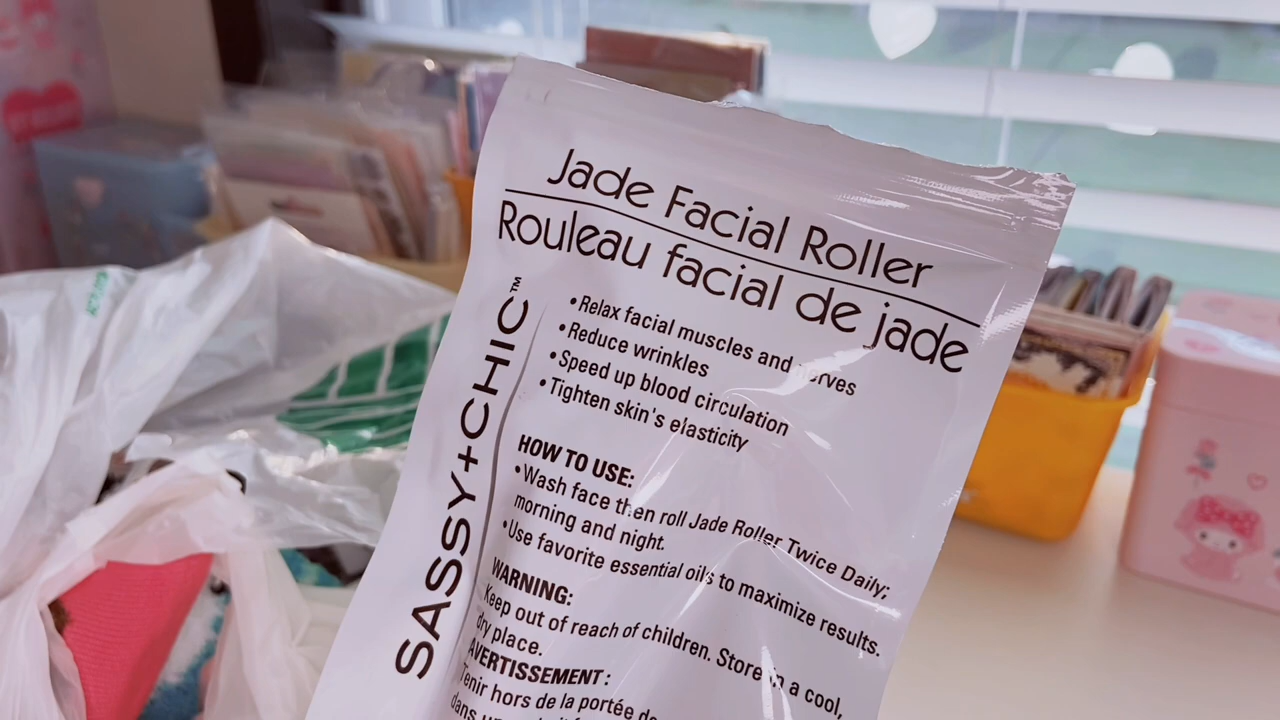 Jade Facial Roller
Rouleau facial de jade
SASSY+CHIC™
•Relax facial muscles and nerves
•Reduce wrinkles
•Speed up blood circulation
•Tighten skin's elasticity
HOW TO USE:
•Wash face then roll Jade Roller Twice Daily;
morning and night.
•Use favorite essential oils to maximize results.
WARNING:
Keep out of reach of children. Store in a cool,
dry place.
AVERTISSEMENT:
Tenir hors de la portée de
dans un